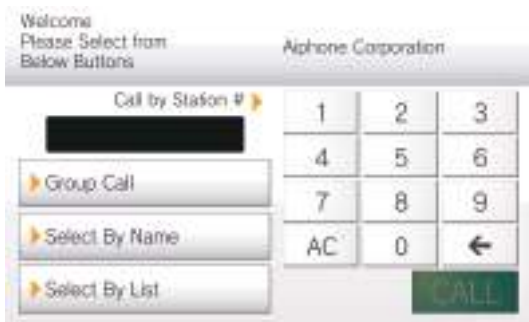 Welcome
Please Select from
Below Buttons
Aiphone Corporation
Call by Station #
Group Call
Select By Name
Select By List
1 2 3
4 5 6
7 8 9
AC 0 ←
CALL